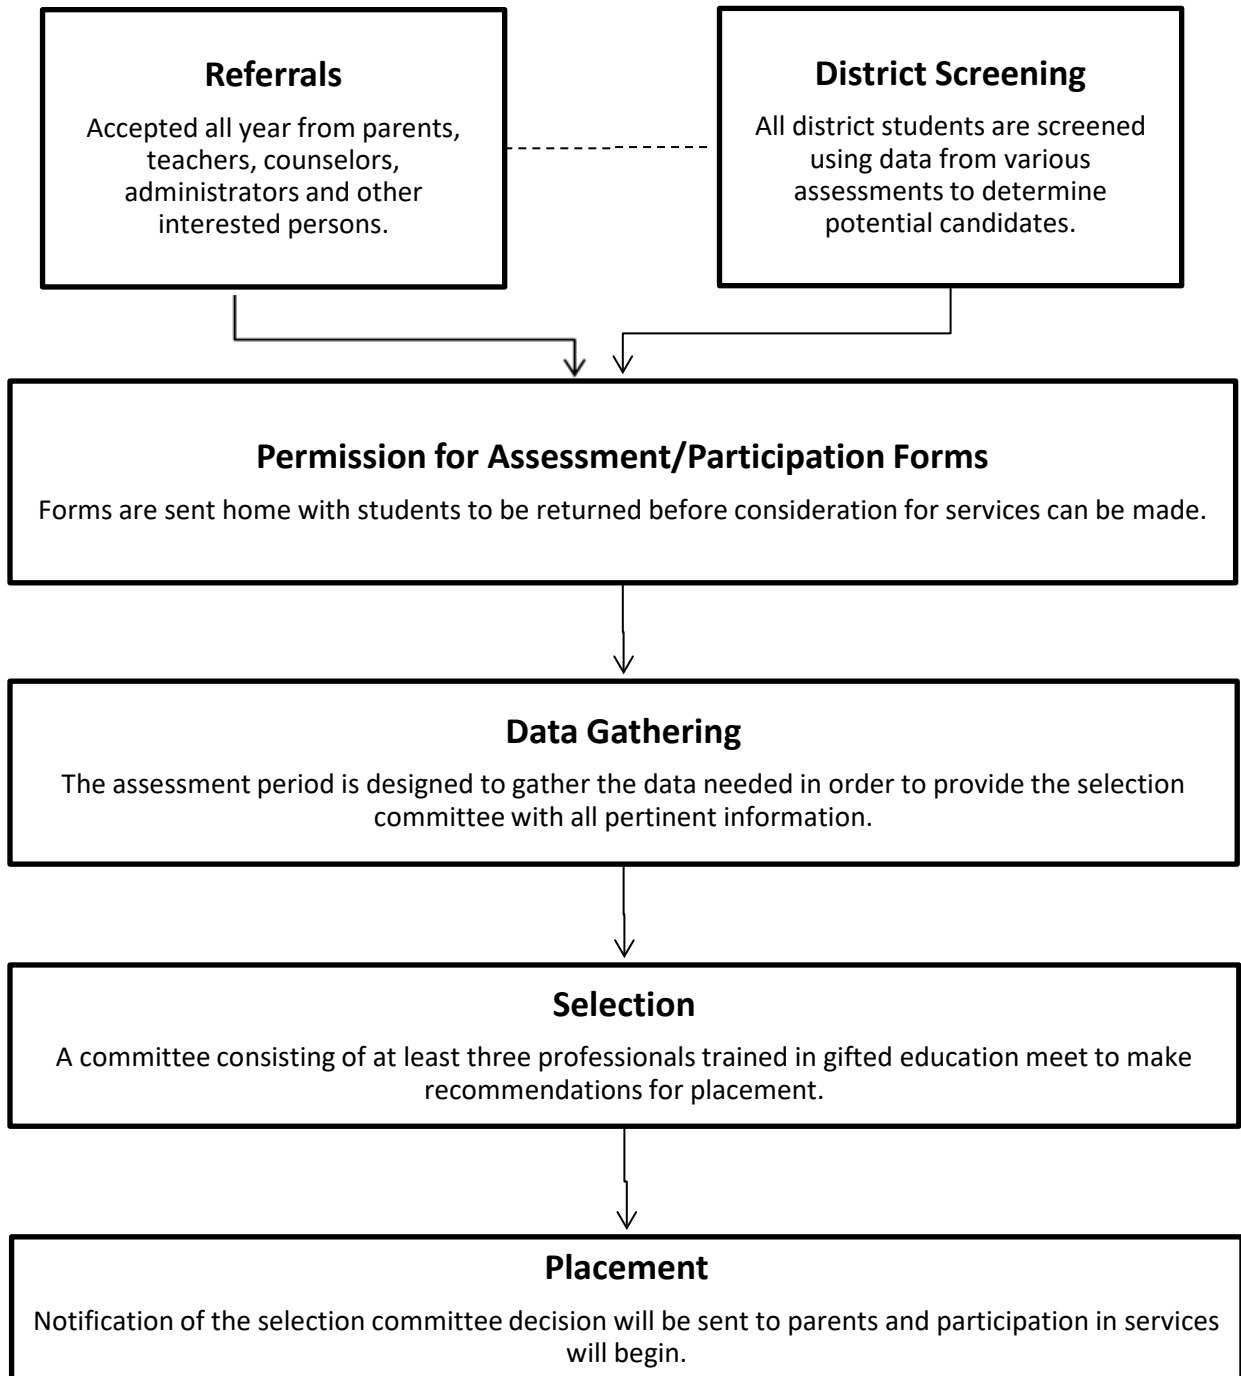 Referrals
Accepted all year from parents,
teachers, counselors,
administrators and other
interested persons.
District Screening
All district students are screened
using data from various
assessments to determine
potential candidates.
Permission for Assessment/Participation Forms
Forms are sent home with students to be returned before consideration for services can be made.
Data Gathering
The assessment period is designed to gather the data needed in order to provide the selection
committee with all pertinent information.
Selection
A committee consisting of at least three professionals trained in gifted education meet to make
recommendations for placement.
Placement
Notification of the selection committee decision will be sent to parents and participation in services
will begin.